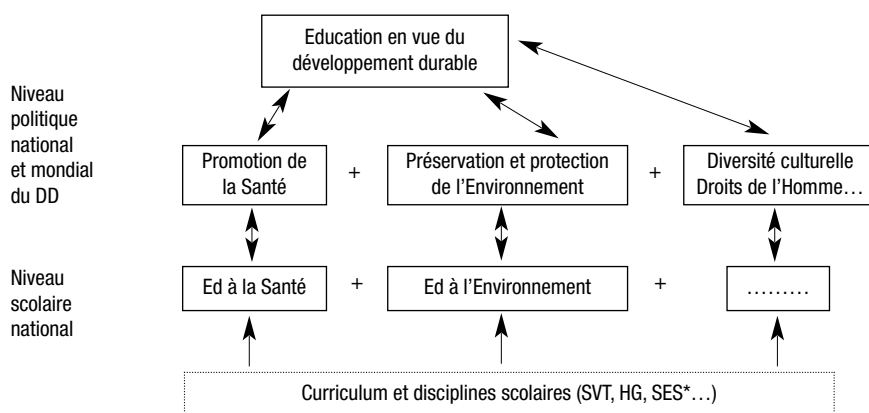 Education en vue du
développement durable
Niveau
politique
national
et mondial
du DD
Promotion de
la Santé
+
Préservation et protection
de l'Environnement
+
Diversité culturelle
Droits de l'Homme…
Niveau
scolaire
national
Ed à la Santé
+
Ed à l'Environnement
+
………
Curriculum et disciplines scolaires (SVT, HG, SES*…)